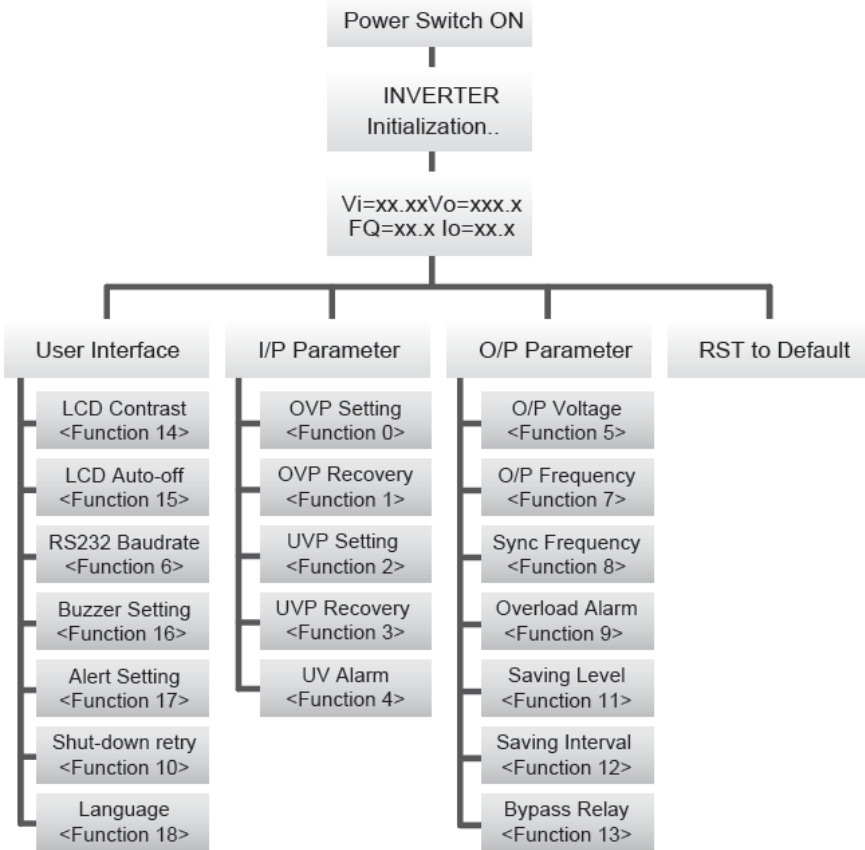 Power Switch ON
INVERTER
Initialization..
Vi=xx.xxVo=xxx.x
FQ=xx.x Io=xx.x
User Interface
LCD Contrast
<Function 14>
LCD Auto-off
<Function 15>
RS232 Baudrate
<Function 6>
Buzzer Setting
<Function 16>
Alert Setting
<Function 17>
Shut-down retry
<Function 10>
Language
<Function 18>
I/P Parameter
OVP Setting
<Function 0>
OVP Recovery
<Function 1>
UVP Setting
<Function 2>
UVP Recovery
<Function 3>
UV Alarm
<Function 4>
O/P Parameter
O/P Voltage
<Function 5>
O/P Frequency
<Function 7>
Sync Frequency
<Function 8>
Overload Alarm
<Function 9>
Saving Level
<Function 11>
Saving Interval
<Function 12>
Bypass Relay
<Function 13>
RST to Default